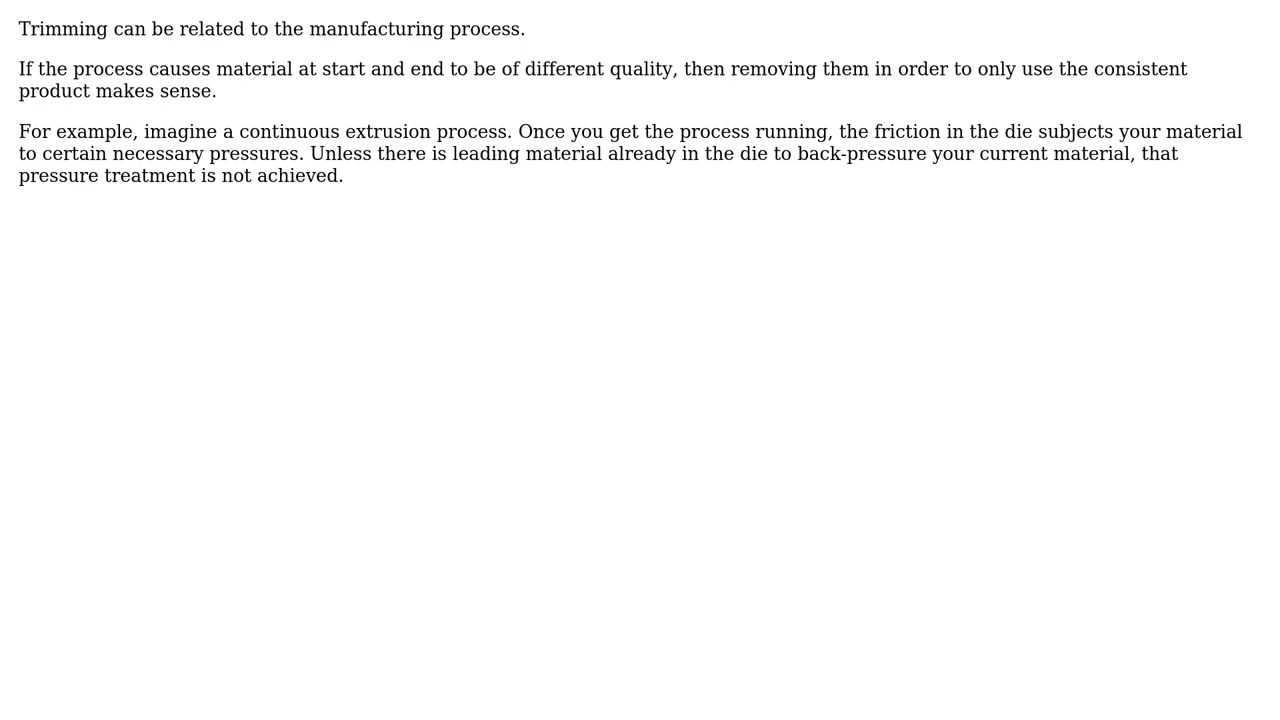 Trimming can be related to the manufacturing process.
If the process causes material at start and end to be of different quality, then removing them in order to only use the consistent
product makes sense.
For example, imagine a continuous extrusion process. Once you get the process running, the friction in the die subjects your material
to certain necessary pressures. Unless there is leading material already in the die to back-pressure your current material, that
pressure treatment is not achieved.